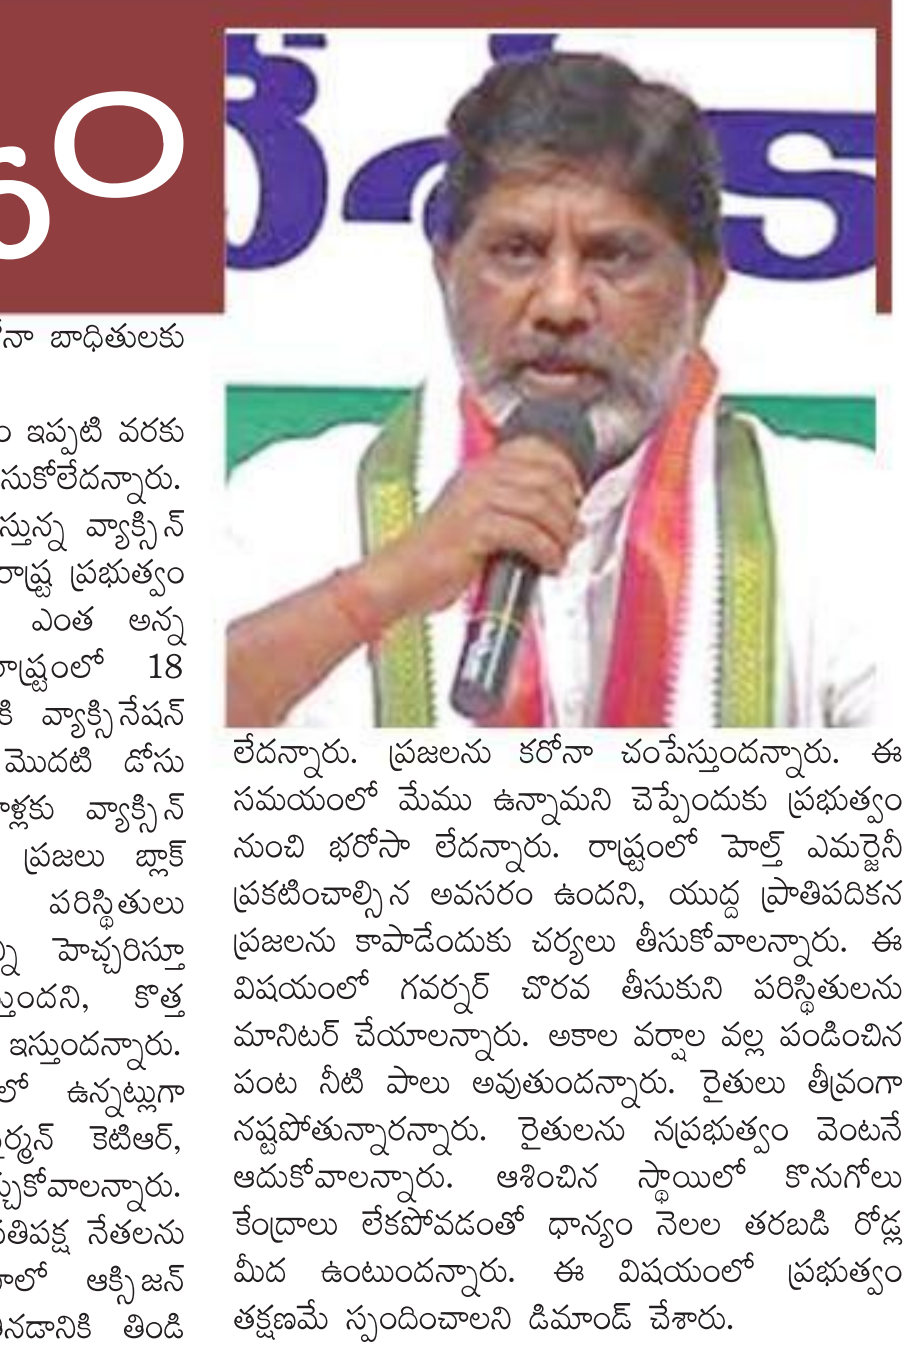 ోనా బాధితులకు
ం ఇప్పటి వరకు
సుకోలేదన్నారు.
స్తున్న వ్యాక్సిన్
రాష్ట్ర ప్రభుత్వం
ఎంత అన్న
రాష్ట్రంలో 18
కి వ్యాక్సినేషన్
మొదటి డోసు
వ్యాక్సిన్
ప్రజలు బ్లాక్
పరిస్థితులు
హెచ్చరిస్తూ
స్తుందని, కొత్త
ఇస్తుందన్నారు.
లో ఉన్నట్లుగా
ర్మన్ కెటిఆర్,
చ్చుకోవాలన్నారు.
నేతలను
ఆక్సిజన్
తినడానికి తిండి
లేదన్నారు. ప్రజలను కరోనా చంపేస్తుందన్నారు. ఈ
సమయంలో మేము ఉన్నామని చెప్పేందుకు ప్రభుత్వం
నుంచి భరోసా లేదన్నారు. రాష్ట్రంలో హెల్త్ ఎమర్జెనీ
ప్రకటించాల్సిన అవసరం ఉందని, యుద్ద ప్రాతిపదికన
ప్రజలను కాపాడేందుకు చర్యలు తీసుకోవాలన్నారు. ఈ
విషయంలో గవర్నర్ చొరవ తీసుకుని పరిస్థితులను
మానిటర్ చేయాలన్నారు. అకాల వర్షాల వల్ల పండించిన
పంట నీటి పాలు అవుతుందన్నారు. రైతులు తీవ్రంగా
నష్టపోతున్నారన్నారు. రైతులను నప్రభుత్వం వెంటనే
ఆదుకోవాలన్నారు. ఆశించిన స్థాయిలో కొనుగోలు
కేంద్రాలు లేకపోవడంతో ధాన్యం నెలల తరబడి రోడ్ల
మీద ఉంటుందన్నారు. ఈ విషయంలో ప్రభుత్వం
తక్షణమే స్పందించాలని డిమాండ్ చేశారు.